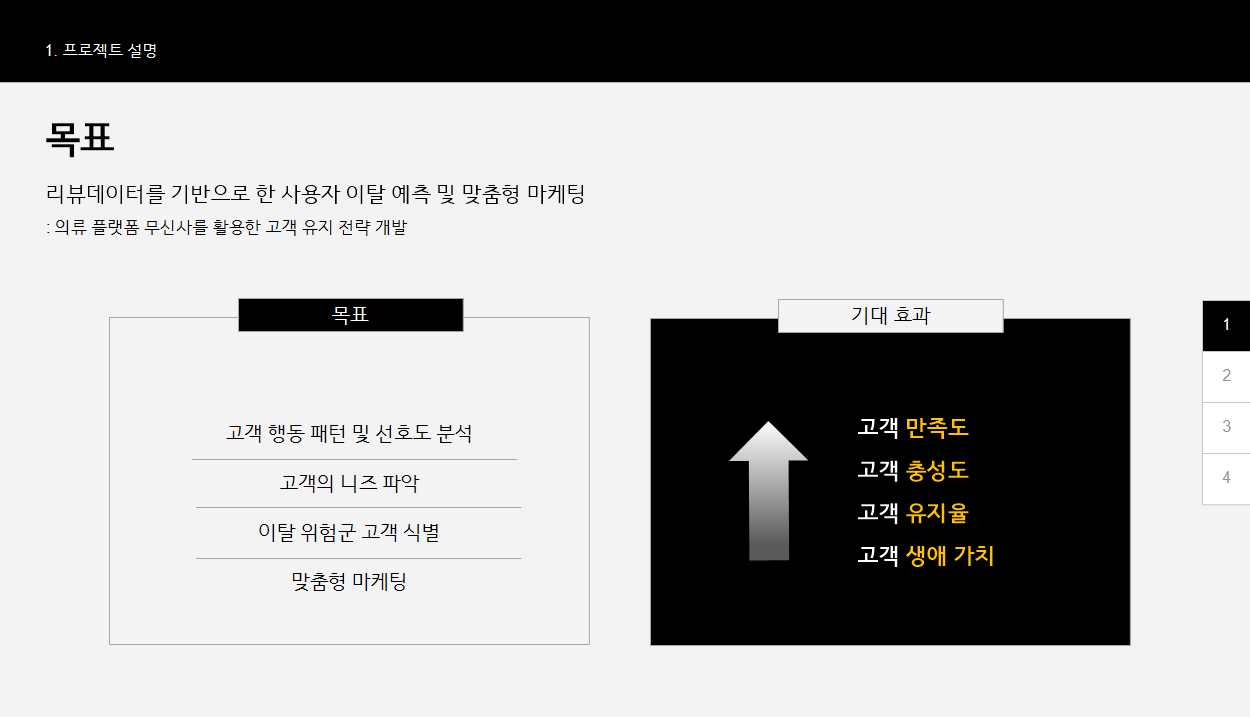 1. 프로젝트 설명
목표
리뷰데이터를 기반으로 한 사용자 이탈 예측 및 맞춤형 마케팅
: 의류 플랫폼 무신사를 활용한 고객 유지 전략 개발
목표
고객 행동 패턴 및 선호도 분석
고객의 니즈 파악
이탈 위험군 고객 식별
맞춤형 마케팅
기대 효과
고객 만족도
고객 충성도
고객 유지율
고객 생애 가치
1
2
3
4